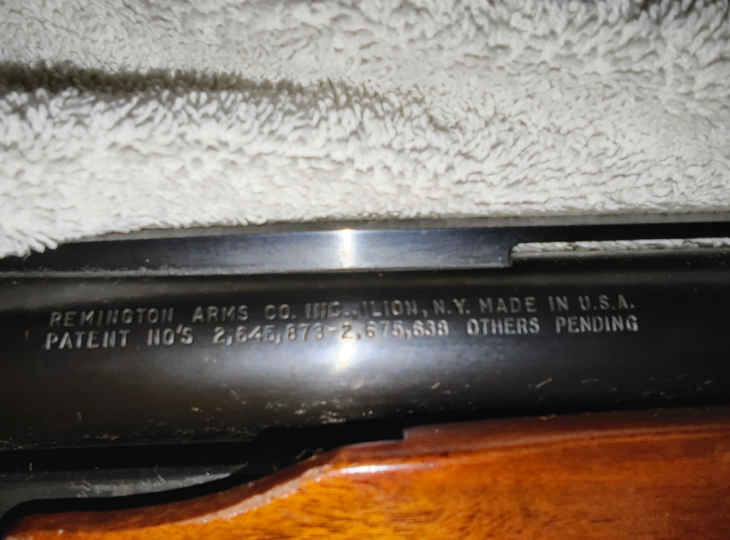 REMINGTON ARMS CO. INC. ILION, N.Y. MADE IN U.S.A.
PATENT NO'S 2,645,873-2,675,638 OTHERS PENDING